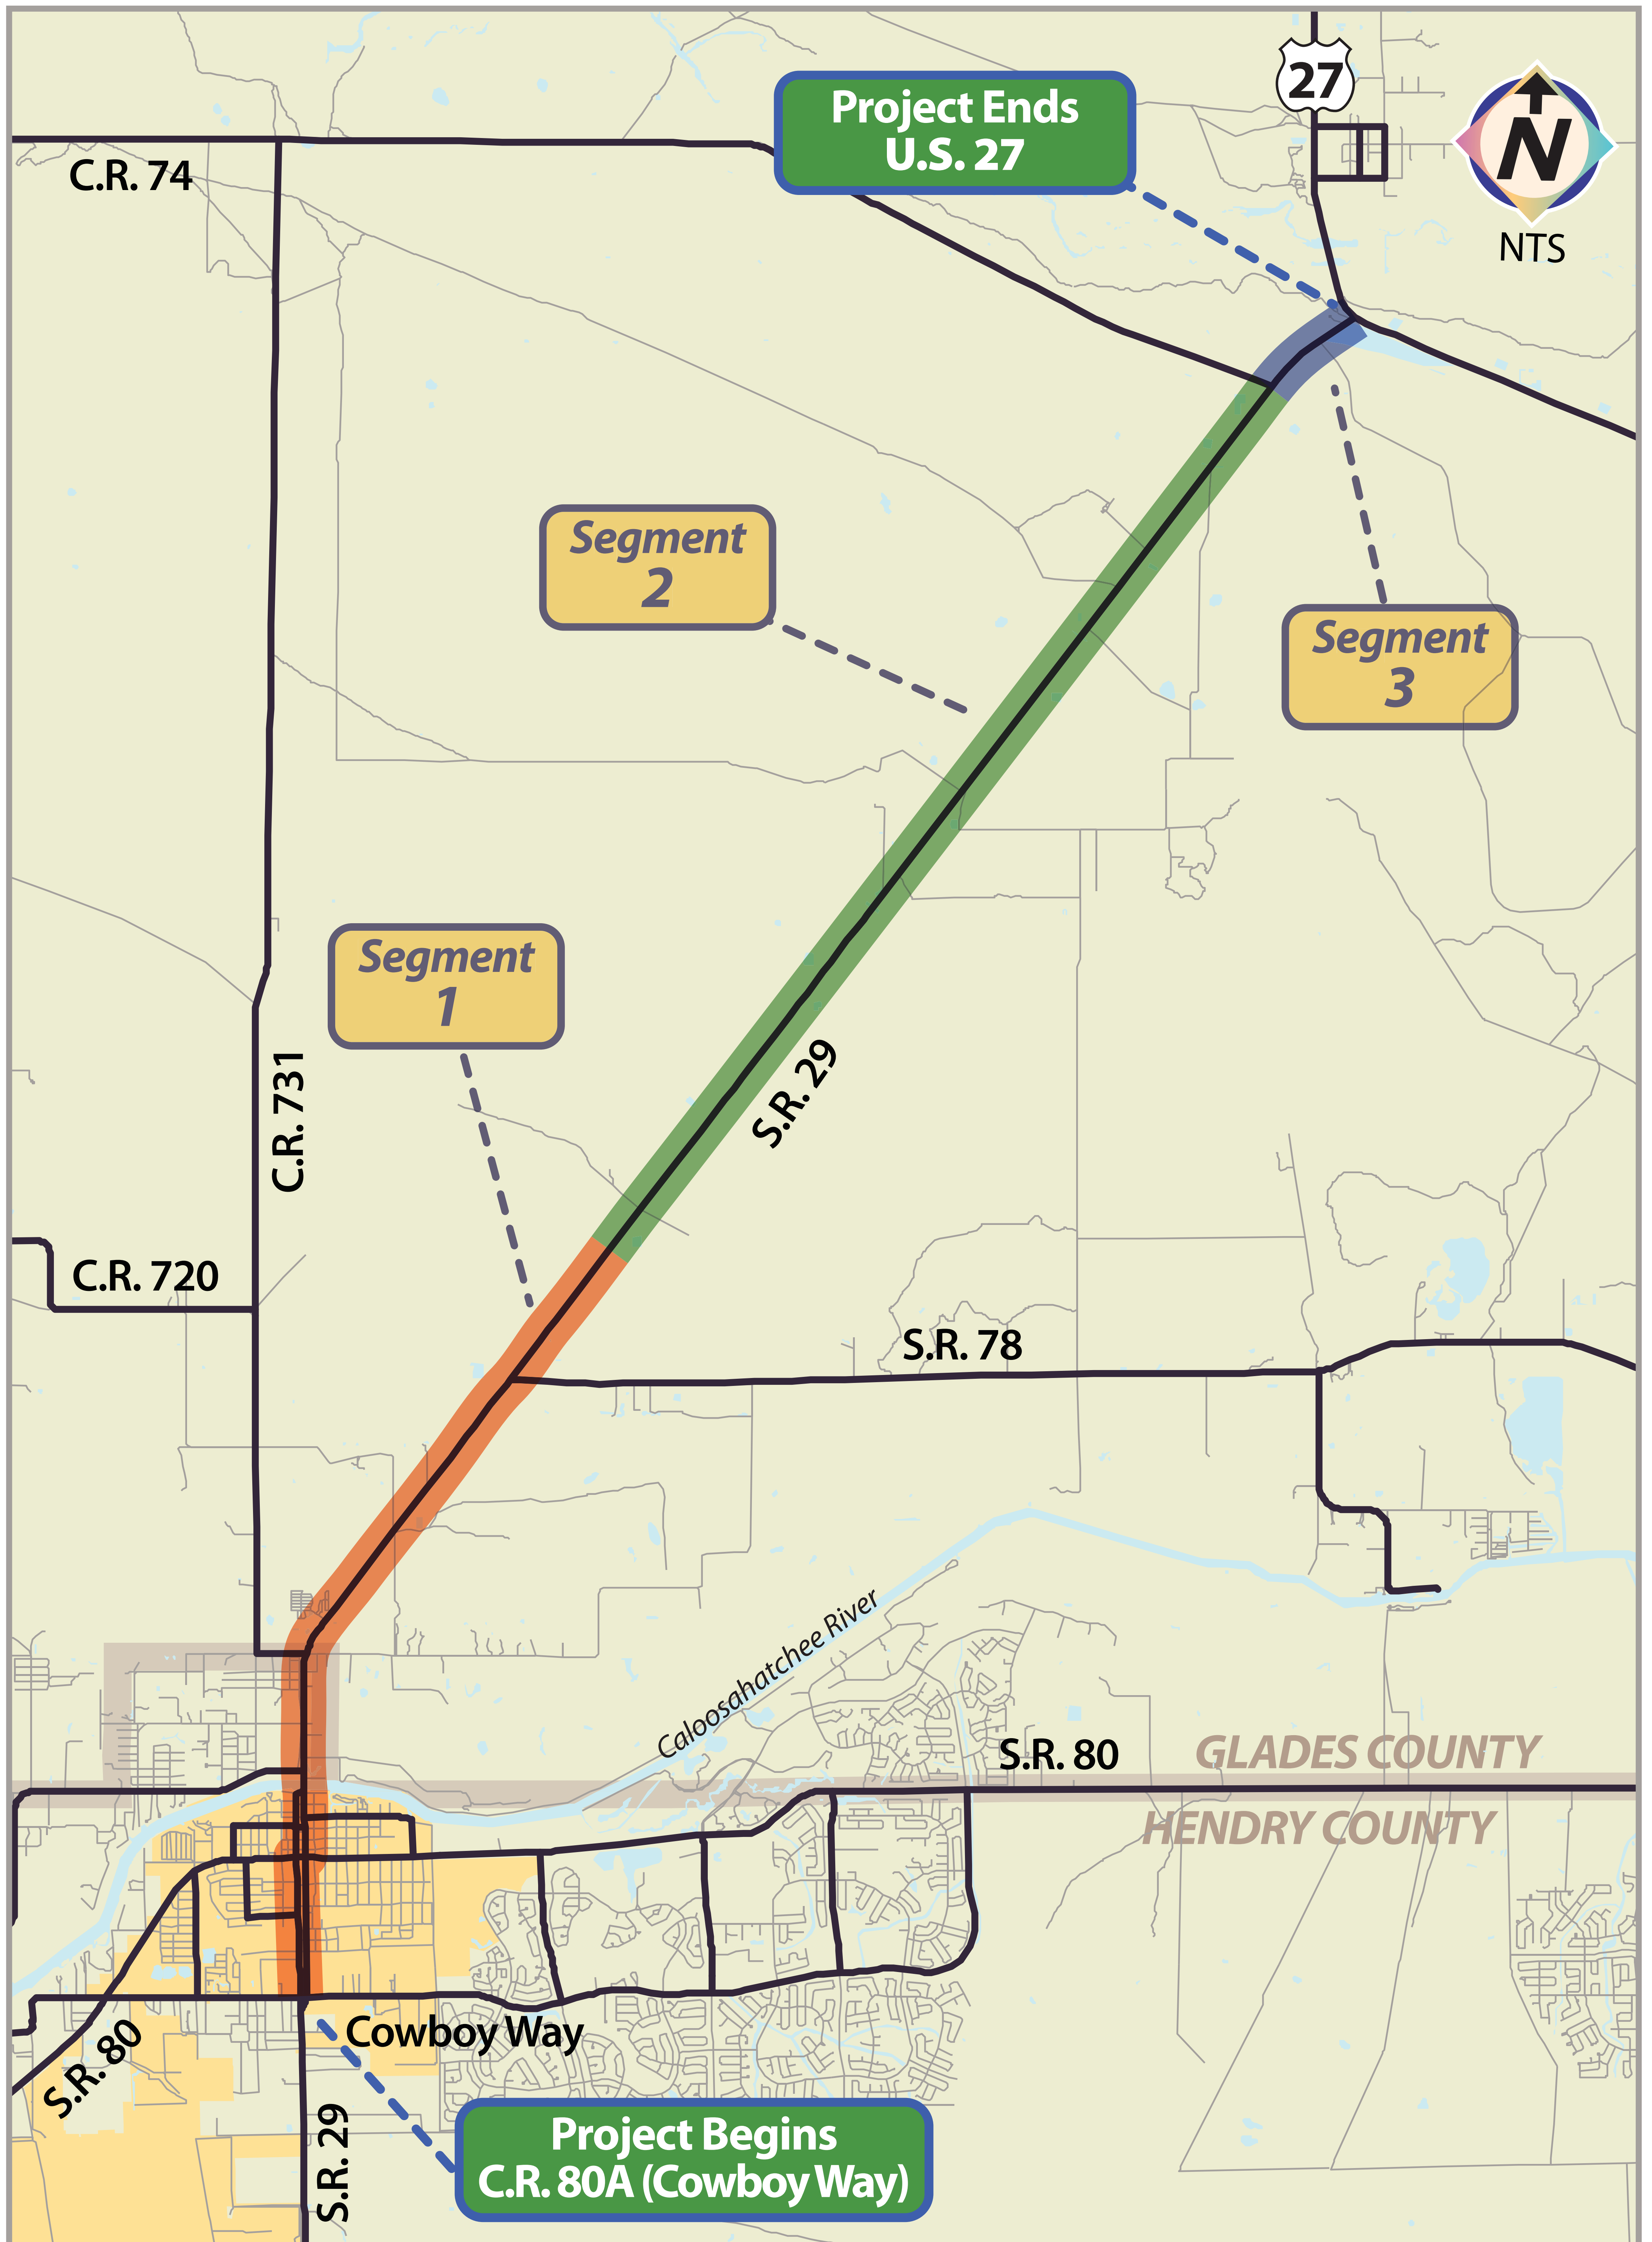 27
Project Ends
U.S. 27
N
NTS
C.R. 74
Segment
2
Segment
3
Segment
1
S.R. 29
C.R. 731
C.R. 720
S.R. 78
Caloosahatchee River
S.R. 80
GLADES COUNTY
HENDRY COUNTY
Cowboy Way
S.R. 80
S.R. 29
Project Begins
C.R. 80A (Cowboy Way)